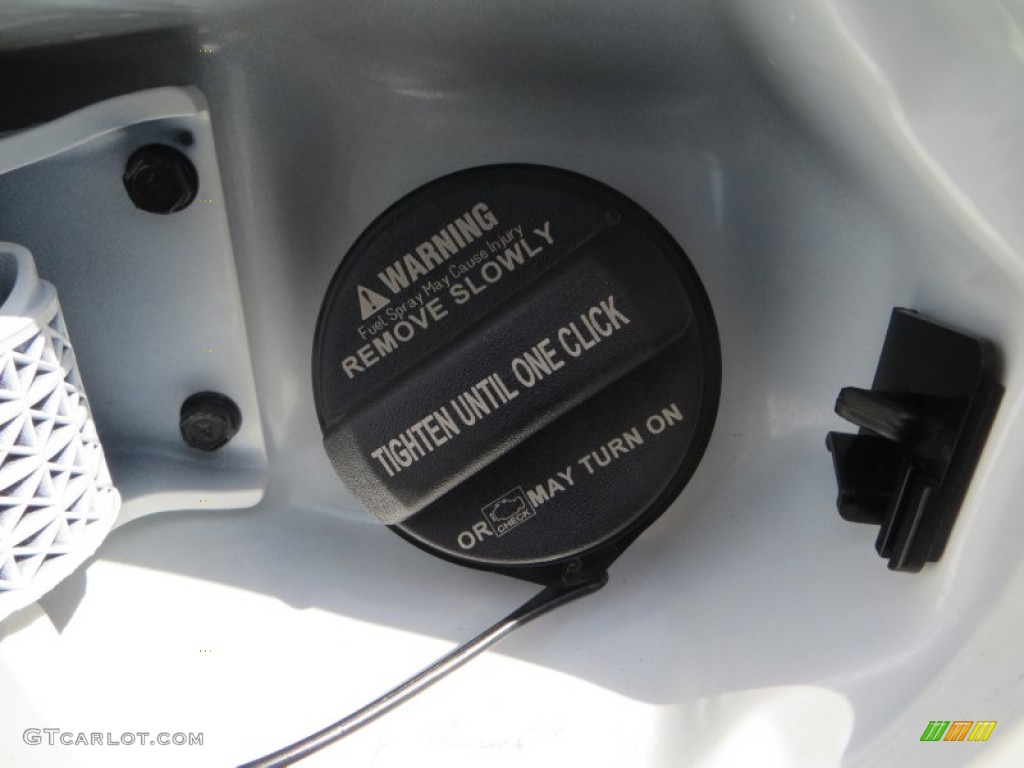 WARNING
Fuel Spray May Cause Injury
REMOVE SLOWLY
TIGHTEN UNTIL ONE CLICK
OR CHECK MAY TURN ON
GTCARLOT.COM